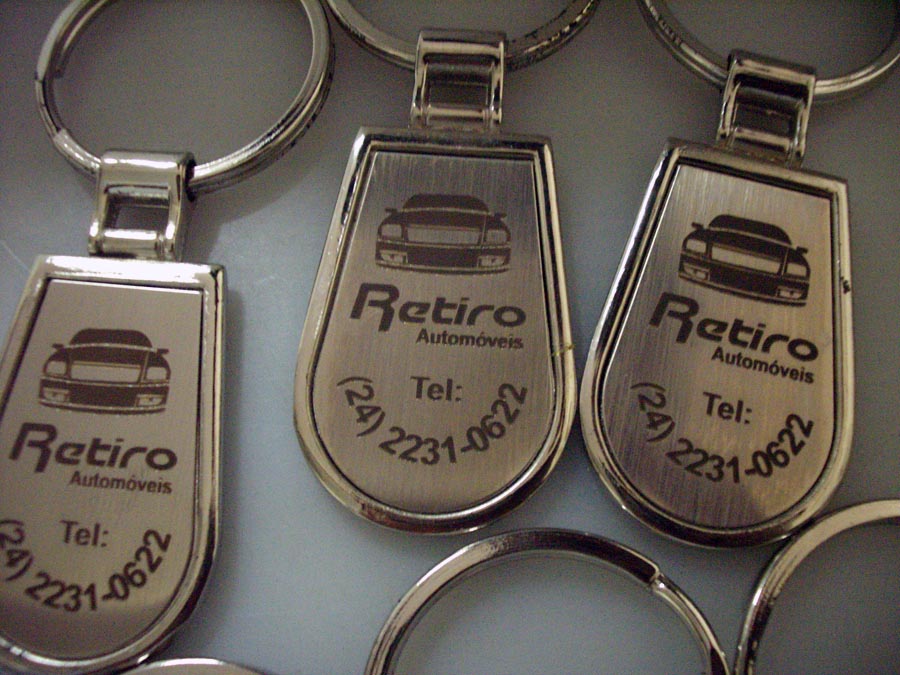 Retiro
Automóveis
Tel:
(24) 2231-0622
Retiro
Automóveis
Tel:
(24) 2231-0622
Retiro
Automóveis
Tel:
(24) 2231-0622